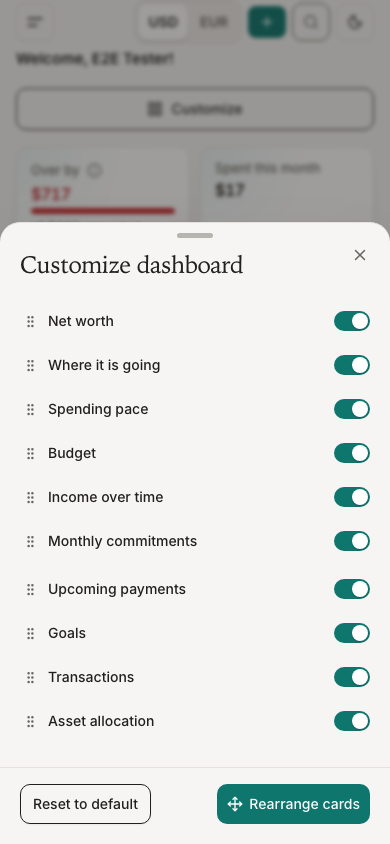 USD
EUR
Welcome, E2E Tester!
Customize
Over by
$717
Spent this month
$17
Customize dashboard
Net worth
Where it is going
Spending pace
Budget
Income over time
Monthly commitments
Upcoming payments
Goals
Transactions
Asset allocation
Reset to default
Rearrange cards